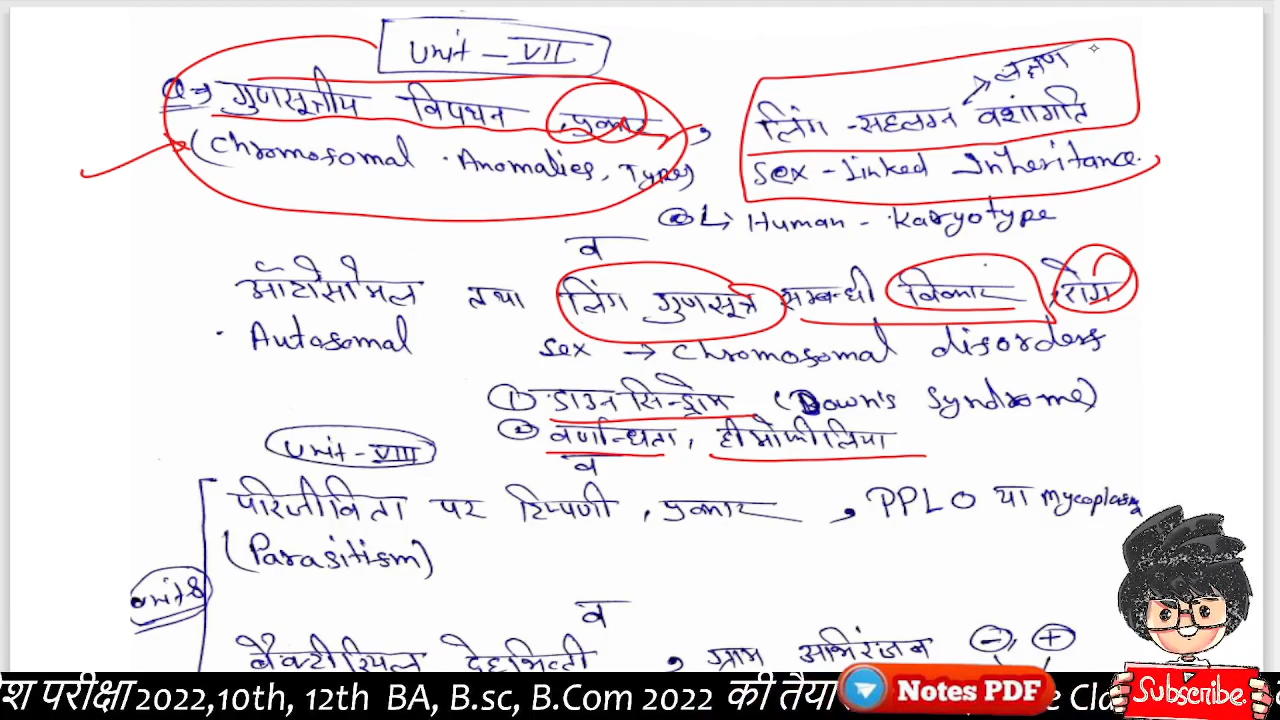 Unit - VII
Q → गुणसूत्रीय विपथन, प्रकार,
(Chromosomal Anomalies, Types)
→ लक्षण
लिंग - सहलग्न वंशागति
Sex - Linked Inheritance.
② ↳ Human - Karyotype
व
ऑटोसोमल तथा लिंग गुणसूत्र सम्बन्धी विकार, रोग
Autosomal Sex → Chromosomal disorders
① डाउन सिन्ड्रोम (Down's Syndrome)
② वर्णान्धता, हीमोफीलिया
Unit - VIII
व
परिजीविता पर टिप्पणी, प्रकार, PPLO या Mycoplasma
(Parasitism)
unit 8
व
बैक्टीरियल देहभित्ती, ग्राम अभिरंजन - , +
परीक्षा 2022,10th, 12th BA, B.sc, B.Com 2022 की
Notes PDF
Subscribe